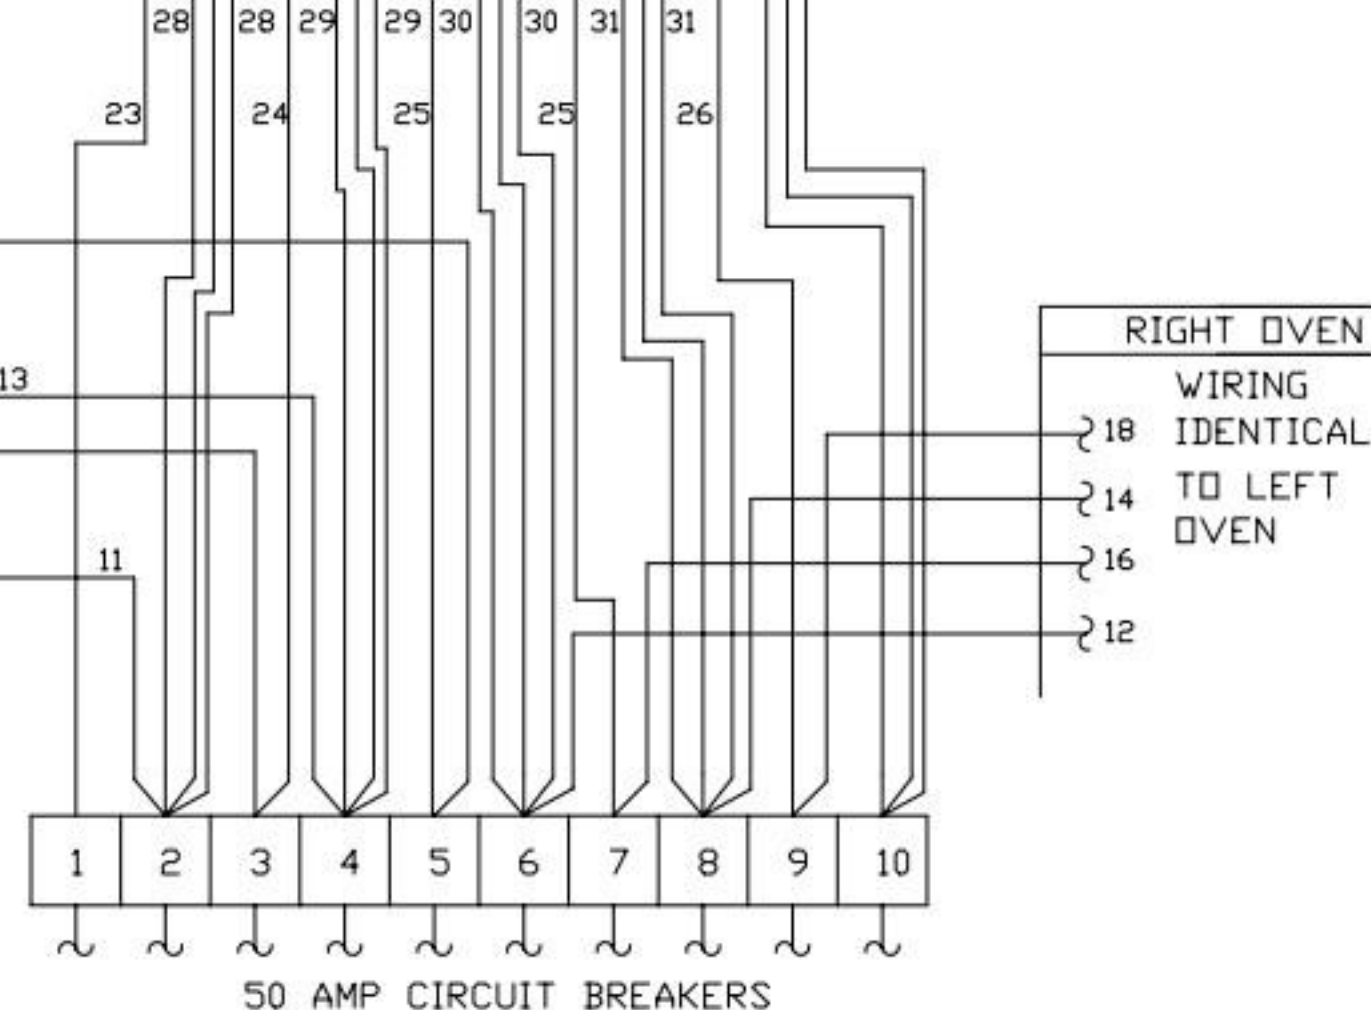 28 28 29 29 30 30 31 31
23 24 25 25 26
RIGHT OVEN
13
WIRING
18 IDENTICAL
14 TO LEFT
OVEN
11
16
12
1 2 3 4 5 6 7 8 9 10
50 AMP CIRCUIT BREAKERS